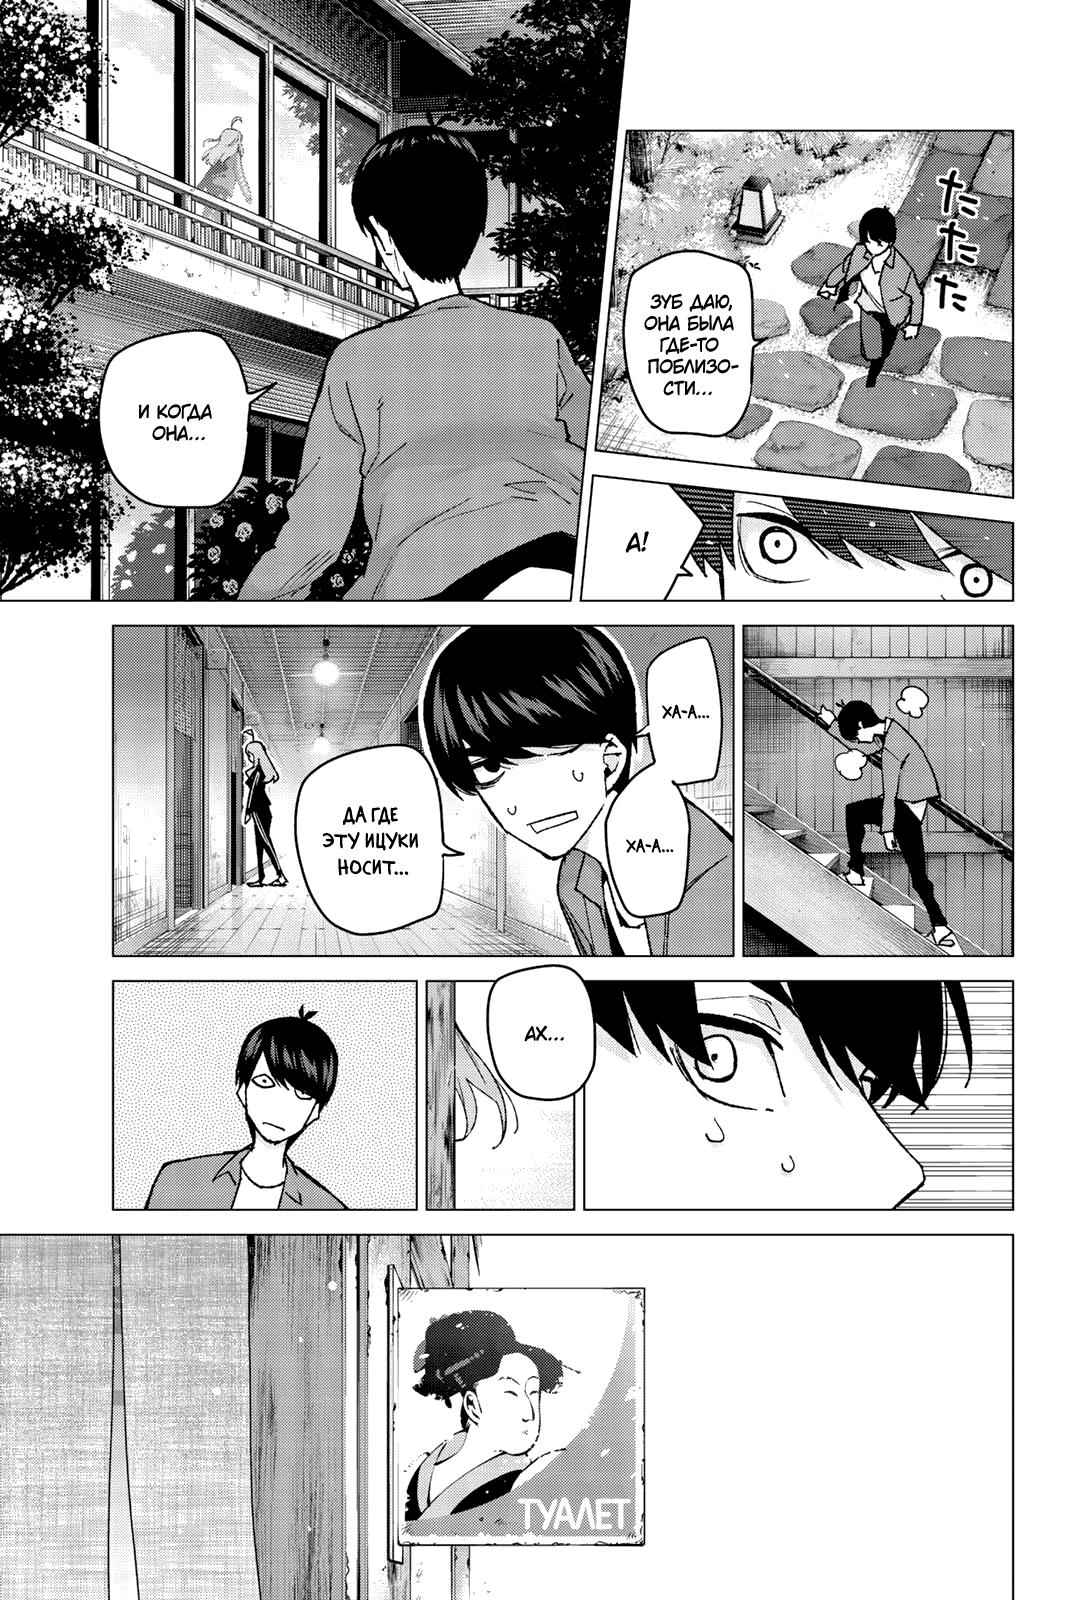 たたた
ЗУБ ДАЮ,
ОНА БЫЛА
ГДЕ-ТО
ПОБЛИЗО-
СТИ...
А!
И КОГДА
ОНА...
ХА-А...
ХА-А...
ДА ГДЕ
ЭТУ ИЦУКИ
НОСИТ...
АХ...
ТУАЛЕТ